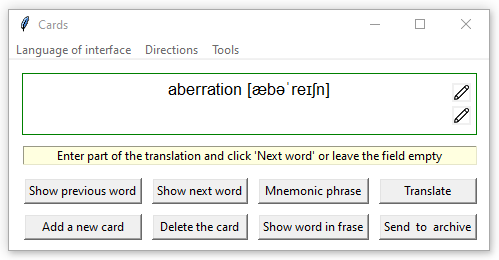 Cards
Language of interface Directions Tools
aberration [æbəˈreɪʃn]
Enter part of the translation and click 'Next word' or leave the field empty
Show previous word Show next word Mnemonic phrase Translate
Add a new card Delete the card Show word in frase Send to archive